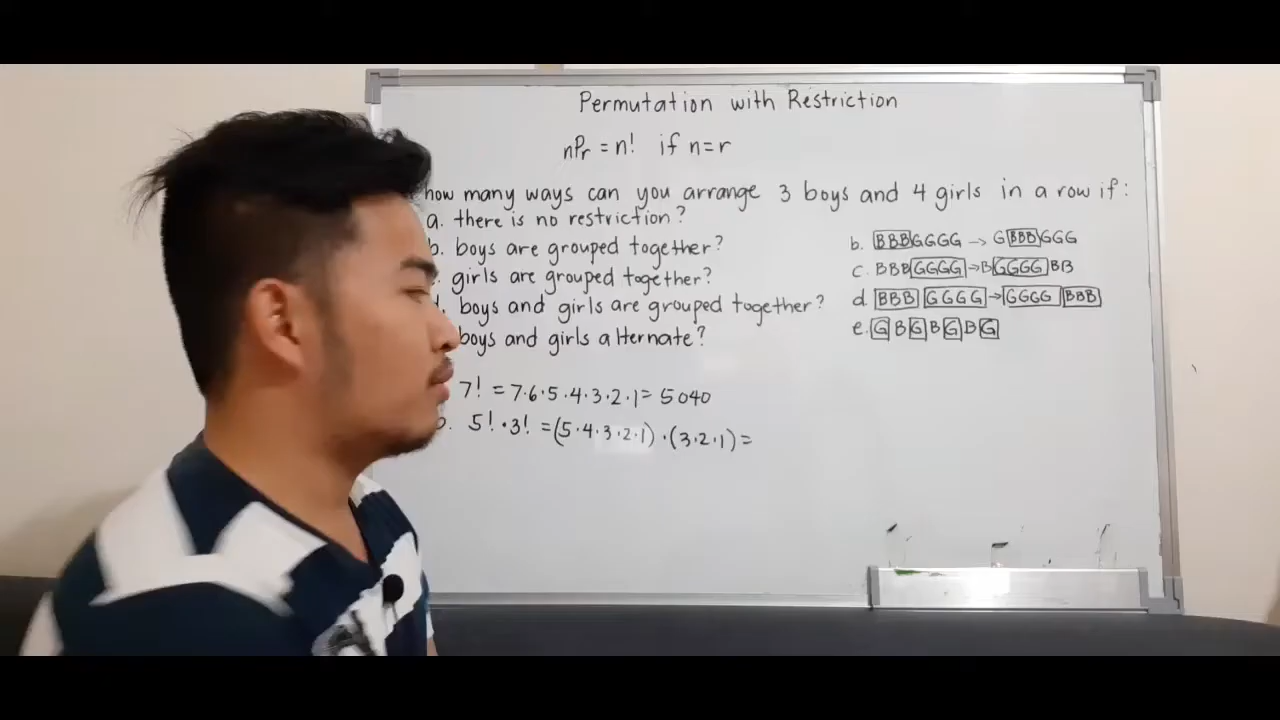 Permutation with Restriction
nPr = n! if n=r
how many ways can you arrange 3 boys and 4 girls in a row if:
a. there is no restriction?
b. boys are grouped together?
girls are grouped together?
boys and girls are grouped together?
boys and girls alternate?
b. BBBGGGG → GBBBGGG
c. BBBGGGG→BGGGGBB
d. BBB GGGG→GGGG BBB
e. GBGBGBG
7! = 7·6·5·4·3·2·1= 5040
5!·3! =(5·4·3·2·1)·(3·2·1)=